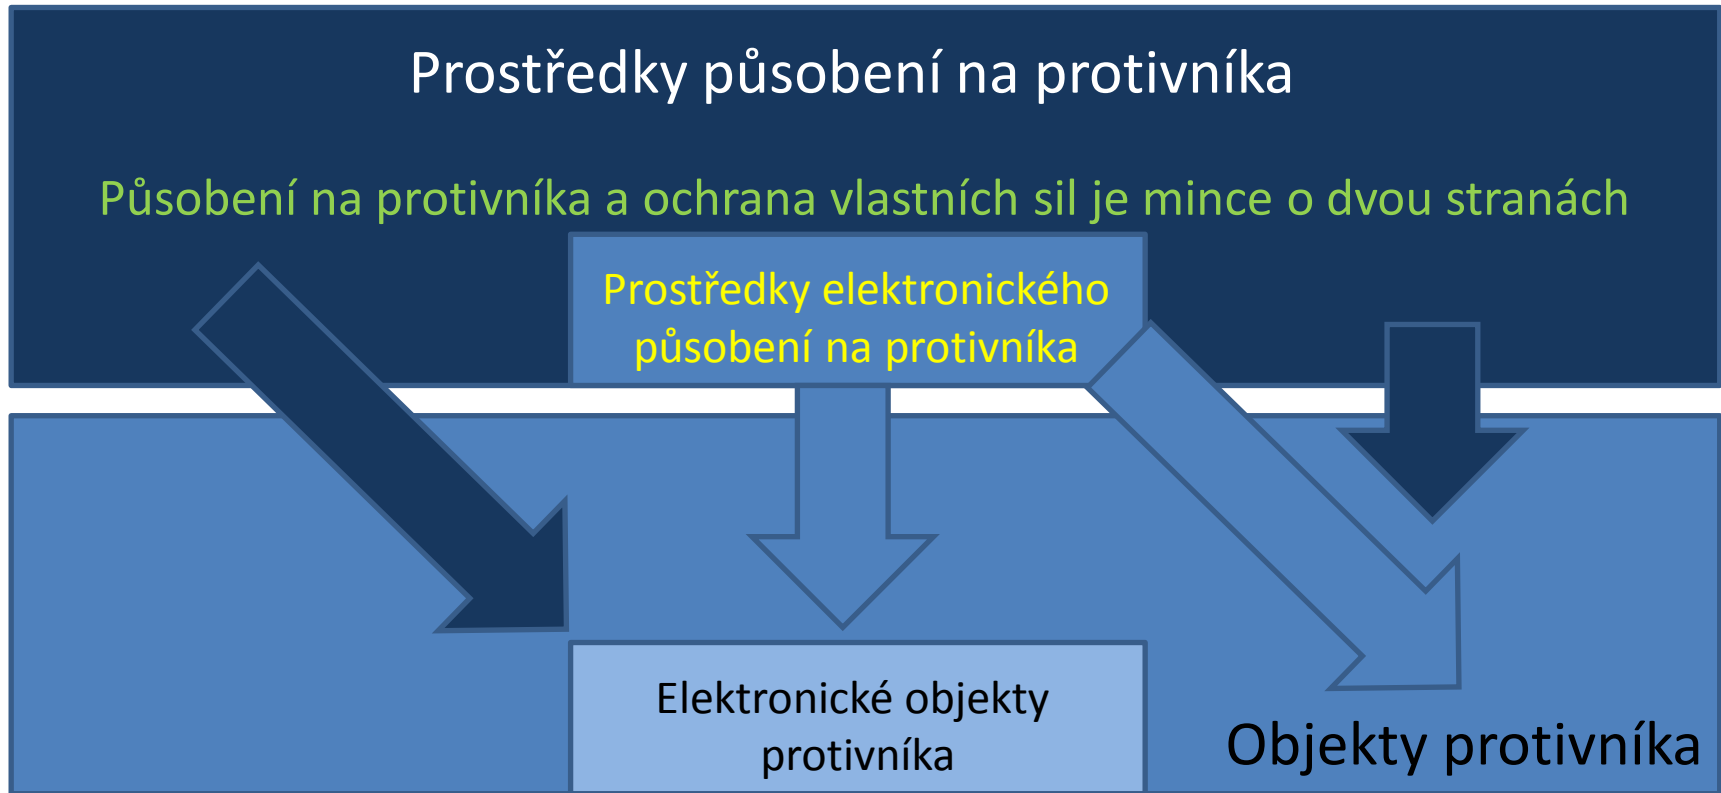 Prostředky působení na protivníka
Působení na protivníka a ochrana vlastních sil je mince o dvou stranách
Prostředky elektronického
působení na protivníka
Elektronické objekty
protivníka
Objekty protivníka